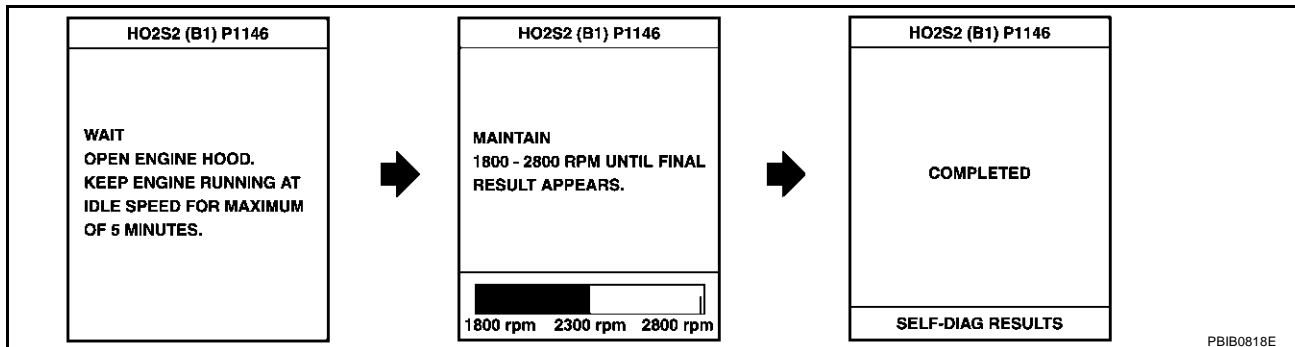 HO2S2 (B1) P1146
WAIT
OPEN ENGINE HOOD.
KEEP ENGINE RUNNING AT
IDLE SPEED FOR MAXIMUM
OF 5 MINUTES.
HO2S2 (B1) P1146
MAINTAIN
1800 - 2800 RPM UNTIL FINAL
RESULT APPEARS.
1800 rpm 2300 rpm 2800 rpm
HO2S2 (B1) P1146
COMPLETED
SELF-DIAG RESULTS
PBIB0818E